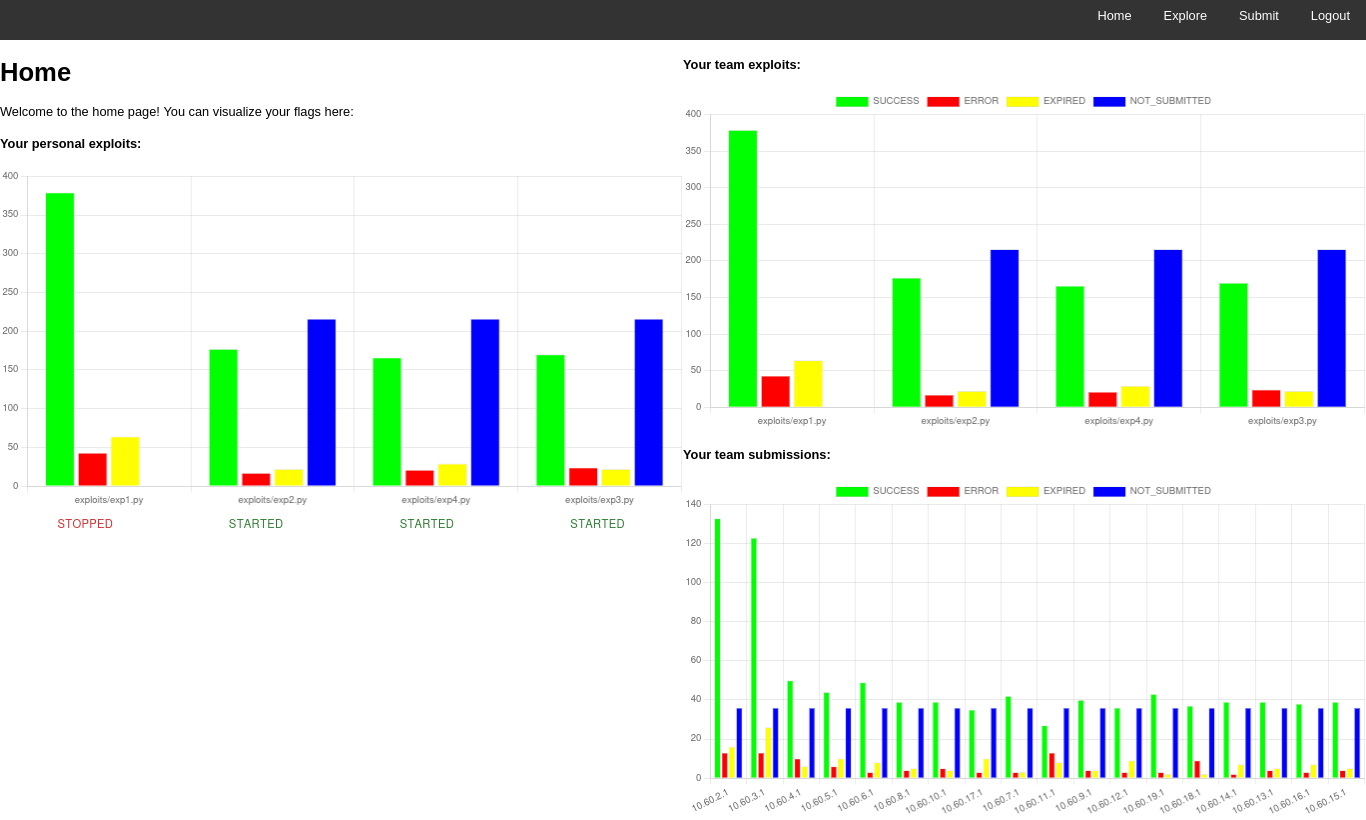 Home Explore Submit Logout
Home
Welcome to the home page! You can visualize your flags here:
Your personal exploits:
400
350
300
250
200
150
100
50
0
exploits/exp1.py exploits/exp2.py exploits/exp4.py exploits/exp3.py
STOPPED STARTED STARTED STARTED
Your team exploits:
SUCCESS ERROR EXPIRED NOT_SUBMITTED
400
350
300
250
200
150
100
50
0
exploits/exp1.py exploits/exp2.py exploits/exp4.py exploits/exp3.py
Your team submissions:
SUCCESS ERROR EXPIRED NOT_SUBMITTED
140
120
100
80
60
40
20
0
10.60.2.1 10.60.3.1 10.60.4.1 10.60.5.1 10.60.6.1 10.60.8.1 10.60.10.1 10.60.17.1 10.60.7.1 10.60.11.1 10.60.9.1 10.60.12.1 10.60.19.1 10.60.18.1 10.60.14.1 10.60.13.1 10.60.16.1 10.60.15.1